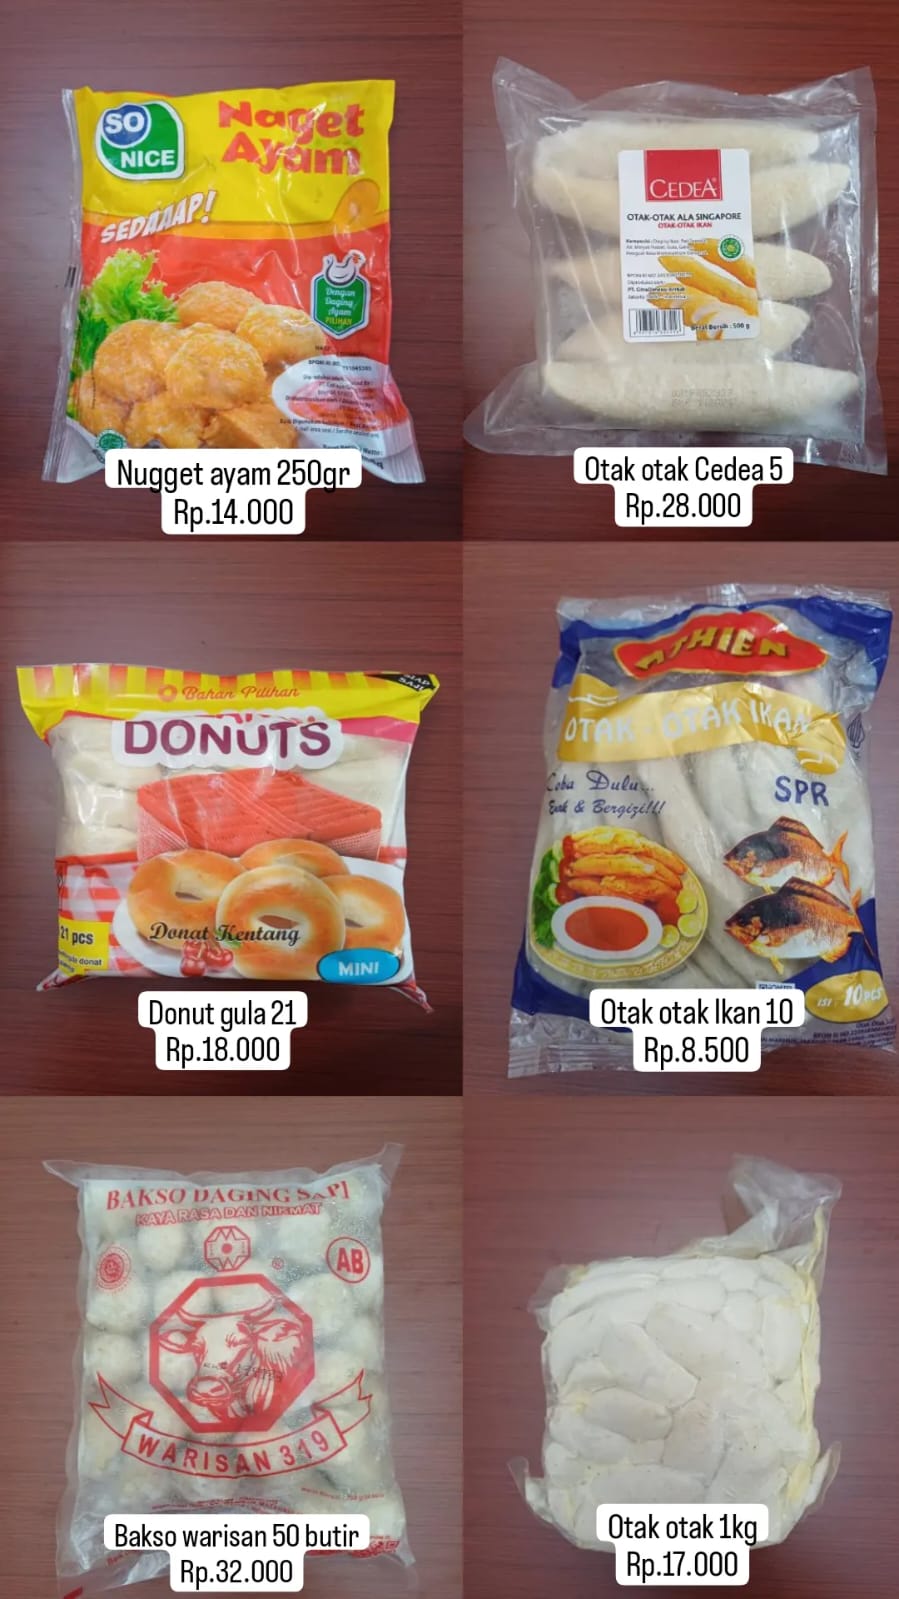 SO
NICE
Naget
Ayam
SEDAAAP!
Dengan
Daging
Ayam
PILIHAN
Nugget ayam 250gr
Rp.14.000
CEDEA
OTAK-OTAK ALA SINGAPORE
OTAK-OTAK IKAN
Berat Bersih : 500 g
Otak otak Cedea 5
Rp.28.000
Bahan Pilihan
SIAP
SAJI
DONUTS
21 pcs
Donat Kentang
MINI
Donut gula 21
Rp.18.000
MTHIEN
OTAK - OTAK IKAN
SPR
Coba Dulu...
Enak & Bergizi!!!
ISI : 10 PCS
Otak otak Ikan 10
Rp.8.500
BAKSO DAGING SAPI
KAYA RASA DAN NIKMAT
AB
WARISAN 319
Bakso warisan 50 butir
Rp.32.000
Otak otak 1kg
Rp.17.000